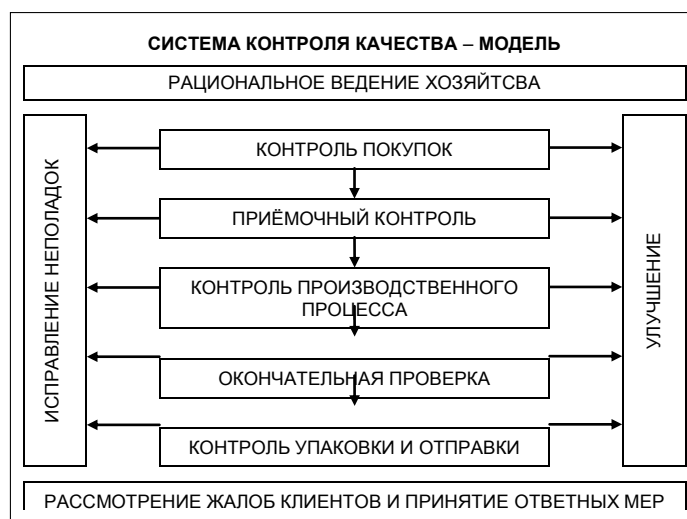 СИСТЕМА КОНТРОЛЯ КАЧЕСТВА – МОДЕЛЬ
РАЦИОНАЛЬНОЕ ВЕДЕНИЕ ХОЗЯЙТСВА
ИСПРАВЛЕНИЕ НЕПОЛАДОК
КОНТРОЛЬ ПОКУПОК
ПРИЁМОЧНЫЙ КОНТРОЛЬ
КОНТРОЛЬ ПРОИЗВОДСТВЕННОГО
ПРОЦЕССА
ОКОНЧАТЕЛЬНАЯ ПРОВЕРКА
КОНТРОЛЬ УПАКОВКИ И ОТПРАВКИ
УЛУЧШЕНИЕ
РАССМОТРЕНИЕ ЖАЛОБ КЛИЕНТОВ И ПРИНЯТИЕ ОТВЕТНЫХ МЕР